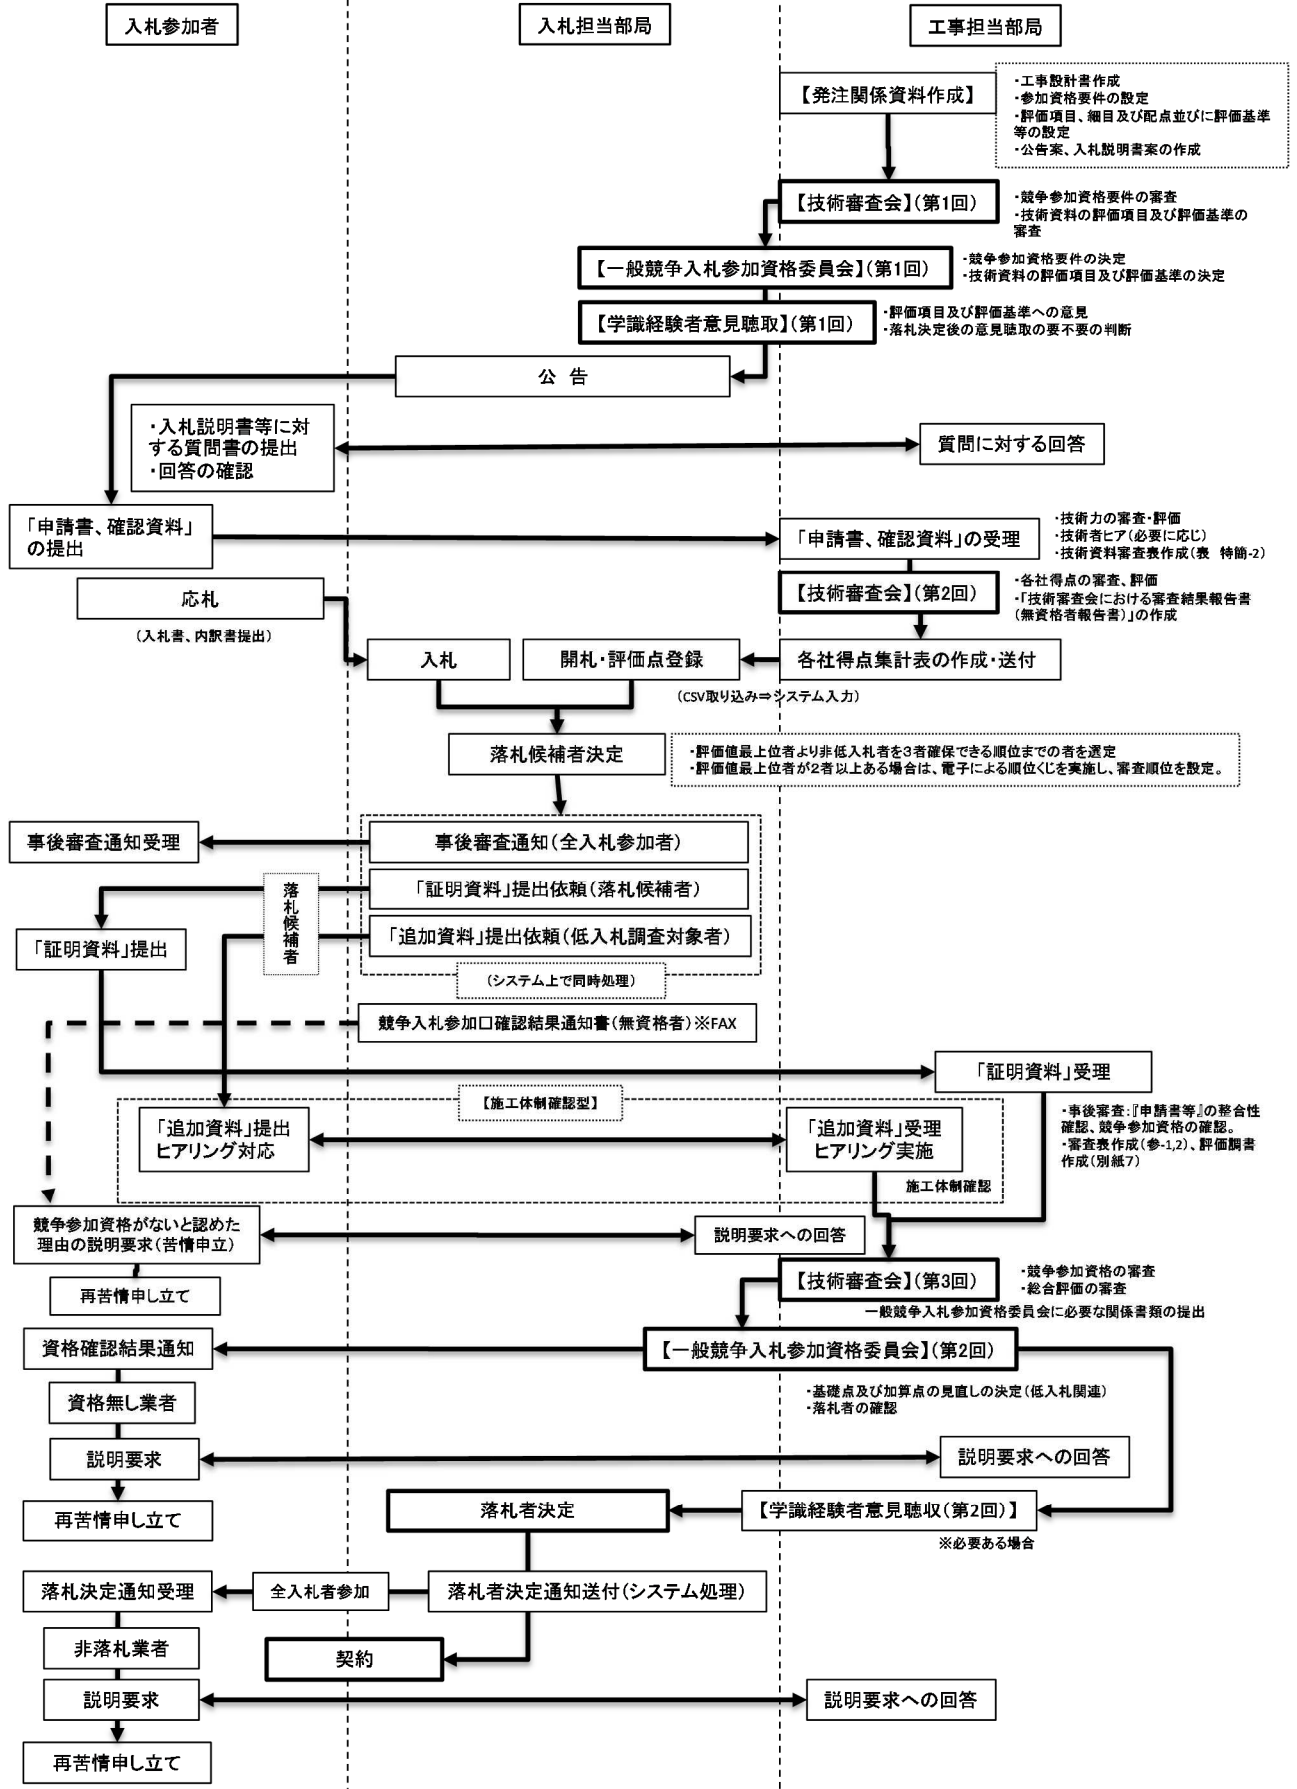 入札参加者
入札担当部局
工事担当部局
【発注関係資料作成】
・工事設計書作成
・参加資格要件の設定
・評価項目、細目及び配点並びに評価基準
等の設定
・公告案、入札説明書案の作成
【技術審査会】(第1回)
・競争参加資格要件の審査
・技術資料の評価項目及び評価基準の
審査
【一般競争入札参加資格委員会】(第1回)
・競争参加資格要件の決定
・技術資料の評価項目及び評価基準の決定
【学識経験者意見聴取】(第1回)
・評価項目及び評価基準への意見
・落札決定後の意見聴取の要不要の判断
公 告
・入札説明書等に対
する質問書の提出
・回答の確認
質問に対する回答
「申請書、確認資料」
の提出
「申請書、確認資料」の受理
・技術力の審査・評価
・技術者ヒア(必要に応じ)
・技術資料審査表作成(表 特簡-2)
応札
(入札書、内訳書提出)
【技術審査会】(第2回)
・各社得点の審査、評価
・「技術審査会における審査結果報告書
(無資格者報告書)」の作成
入札
開札・評価点登録
各社得点集計表の作成・送付
(CSV取り込み⇒システム入力)
落札候補者決定
・評価値最上位者より非低入札者を3者確保できる順位までの者を選定
・評価値最上位者が2者以上ある場合は、電子による順位くじを実施し、審査順位を設定。
事後審査通知受理
事後審査通知(全入札参加者)
落札候補者
「証明資料」提出依頼(落札候補者)
「証明資料」提出
「追加資料」提出依頼(低入札調査対象者)
(システム上で同時処理)
競争入札参加口確認結果通知書(無資格者)※FAX
「証明資料」受理
【施工体制確認型】
「追加資料」提出
ヒアリング対応
「追加資料」受理
ヒアリング実施
施工体制確認
・事後審査:『申請書等』の整合性
確認、競争参加資格の確認。
・審査表作成(参-1,2)、評価調書
作成(別紙7)
競争参加資格がないと認めた
理由の説明要求(苦情申立)
説明要求への回答
再苦情申し立て
【技術審査会】(第3回)
・競争参加資格の審査
・総合評価の審査
一般競争入札参加資格委員会に必要な関係書類の提出
資格確認結果通知
【一般競争入札参加資格委員会】(第2回)
・基礎点及び加算点の見直しの決定(低入札関連)
・落札者の確認
資格無し業者
説明要求
説明要求への回答
再苦情申し立て
落札者決定
【学識経験者意見聴収(第2回)】
※必要ある場合
落札決定通知受理
全入札者参加
落札者決定通知送付(システム処理)
非落札業者
契約
説明要求
説明要求への回答
再苦情申し立て